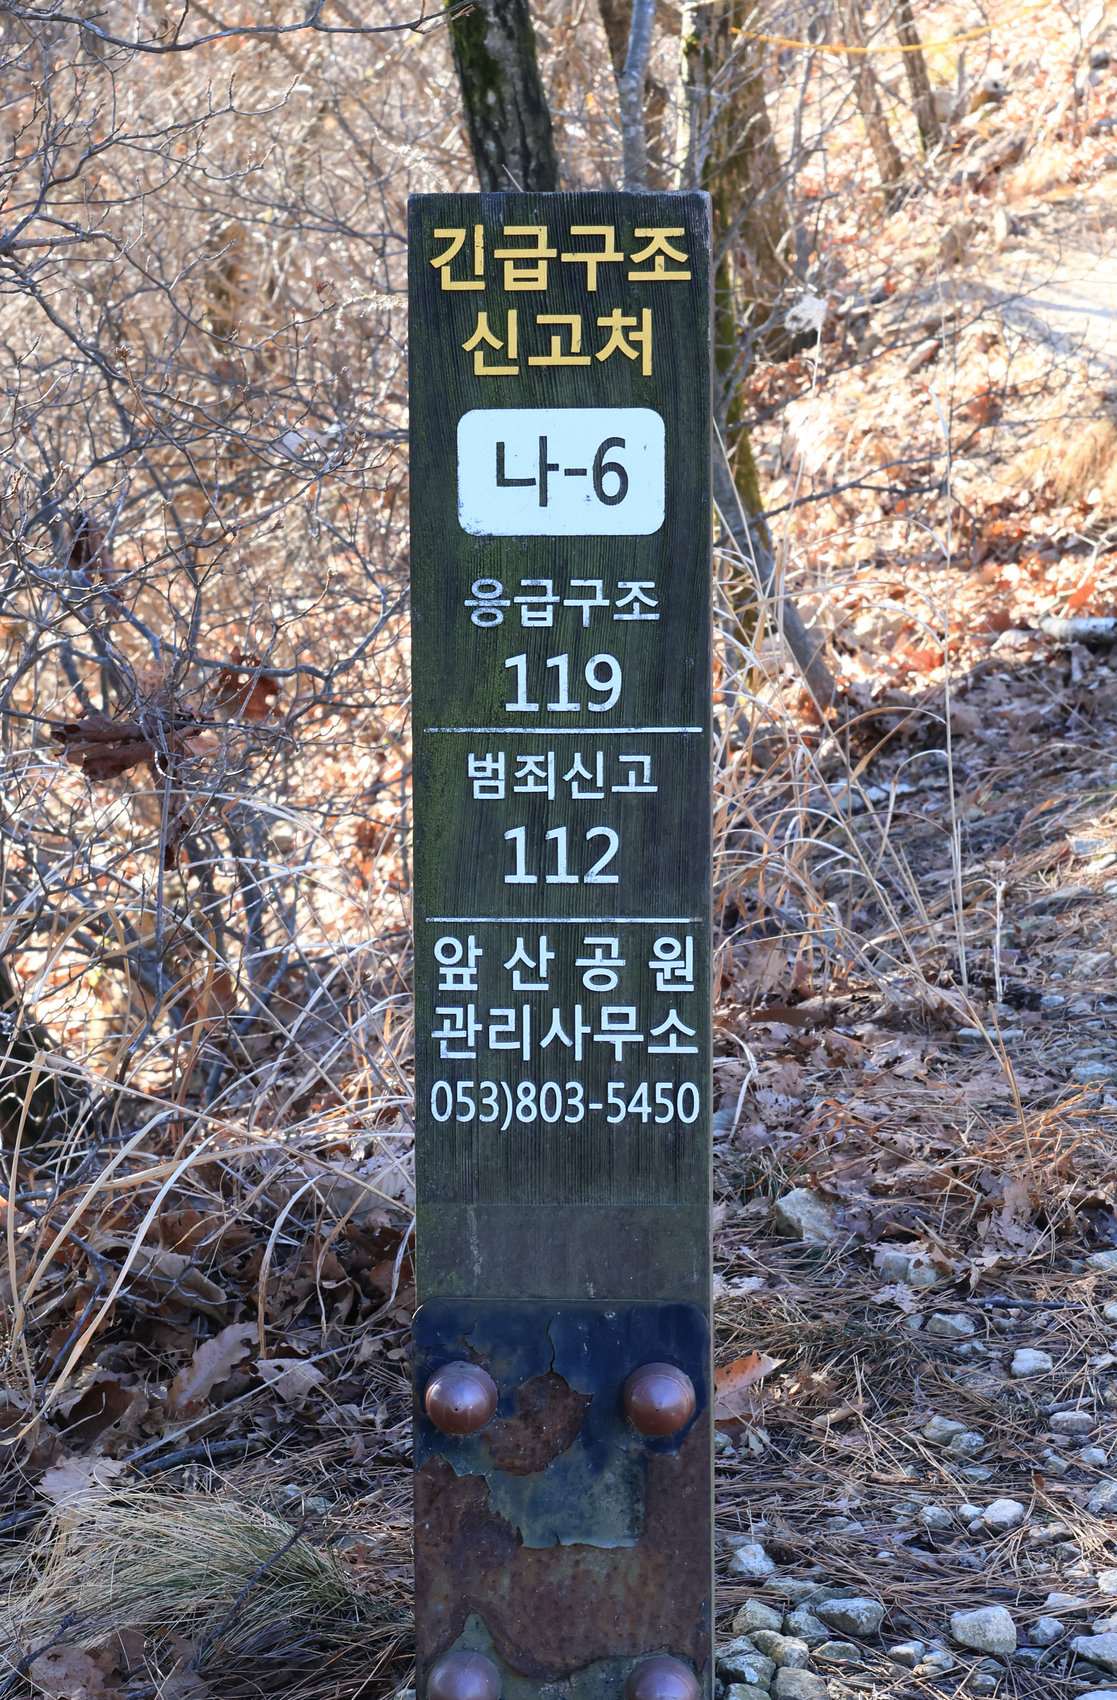 긴급구조
신고처
나-6
응급구조
119
범죄신고
112
앞산공원
관리사무소
053)803-5450